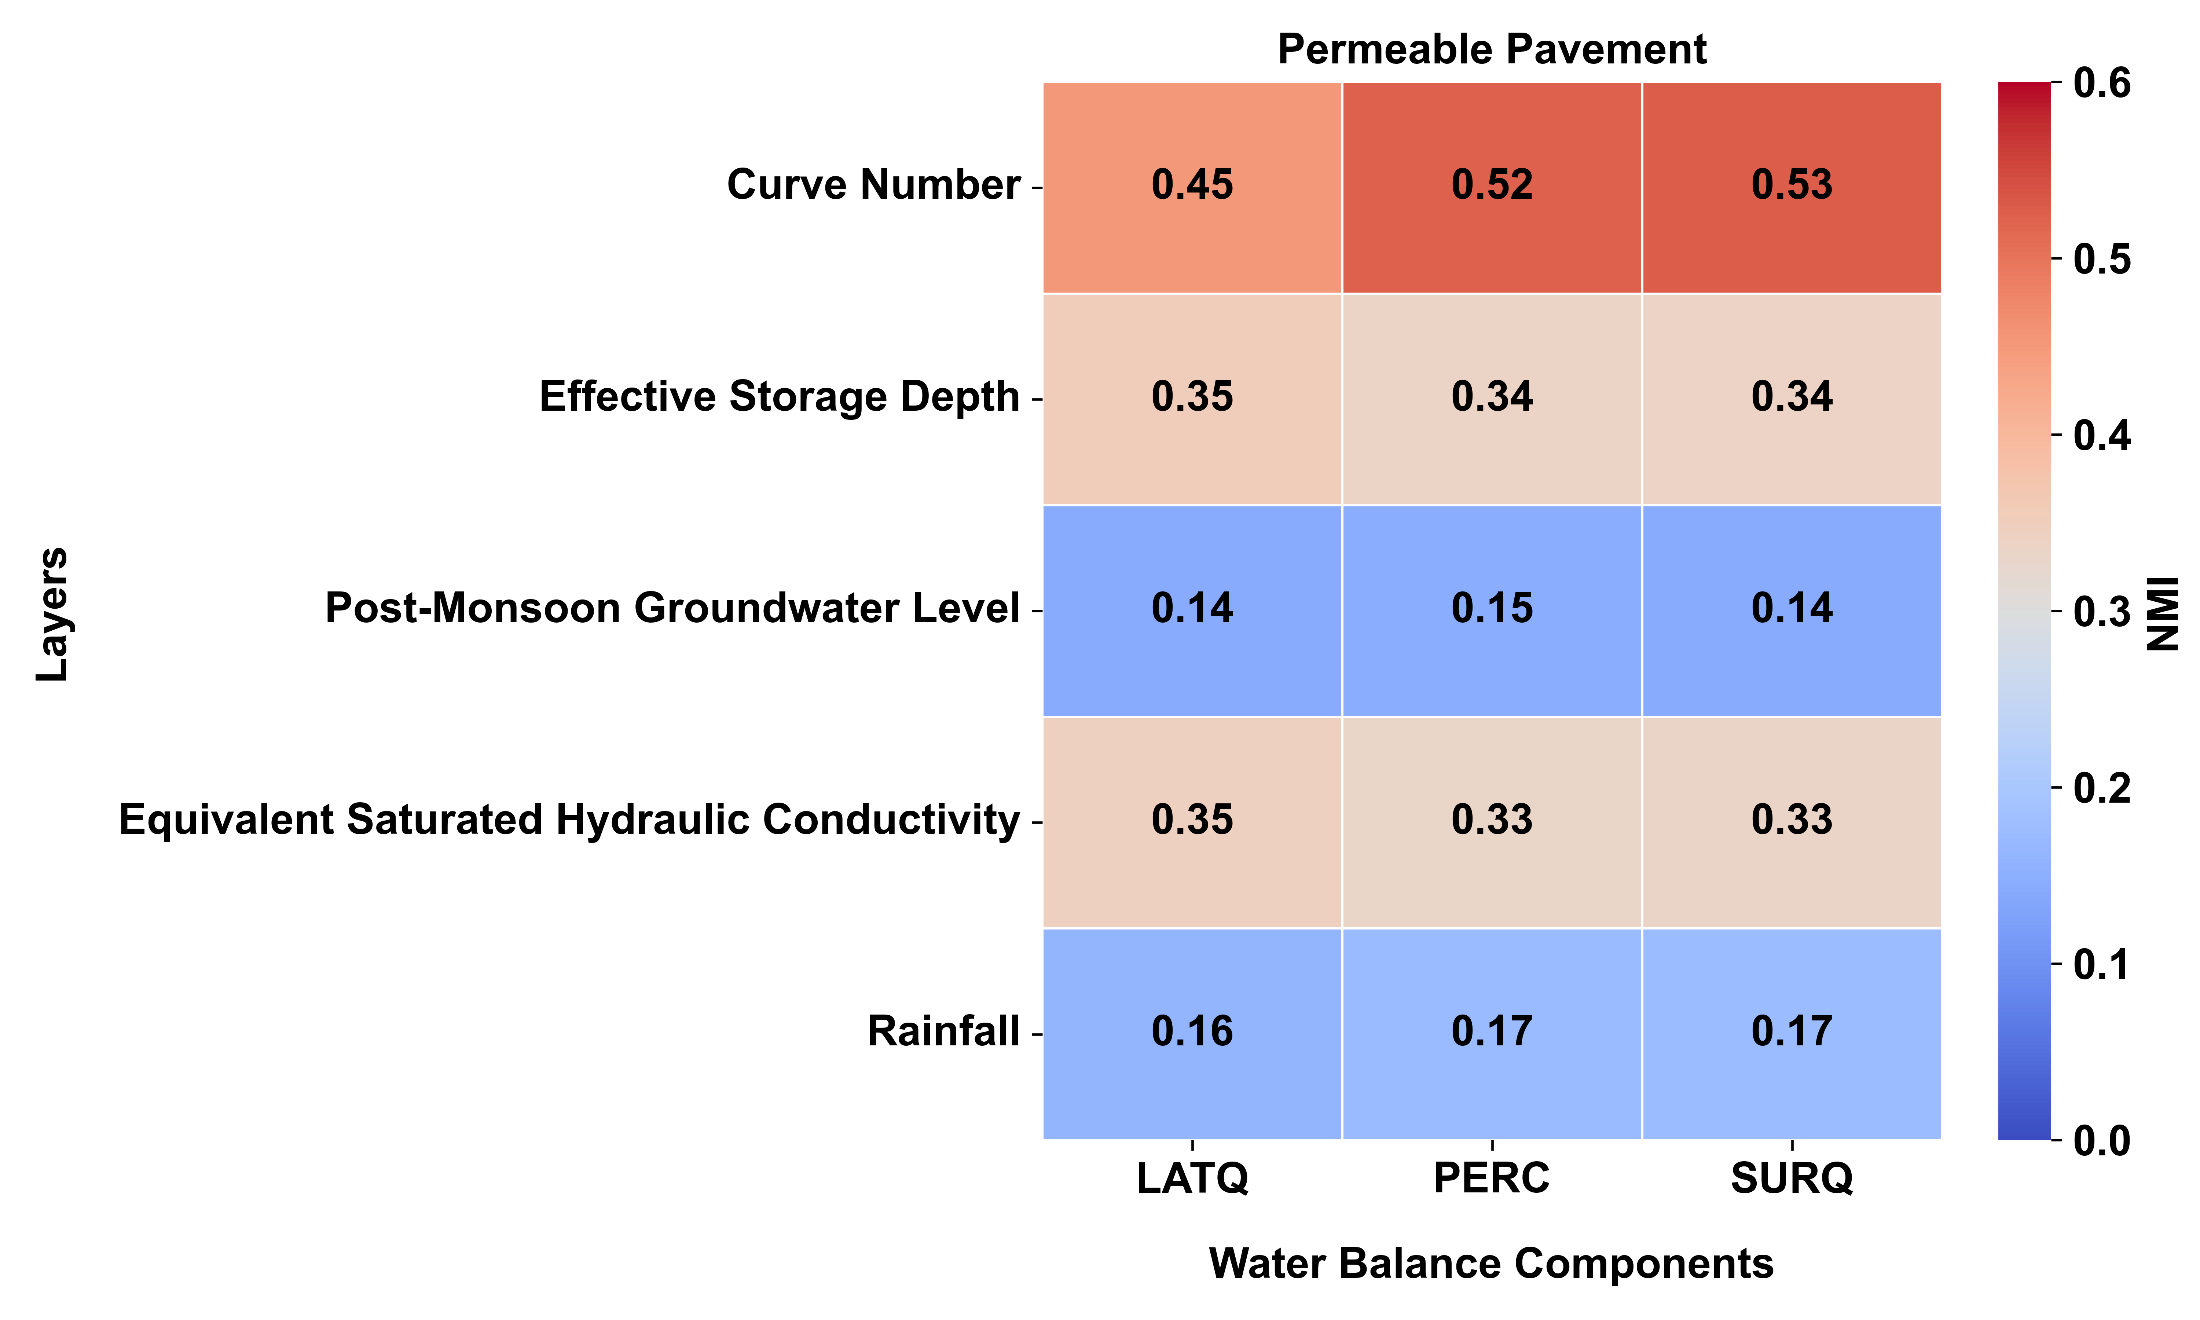 Permeable Pavement
Layers
Curve Number 0.45 0.52 0.53
Effective Storage Depth 0.35 0.34 0.34
Post-Monsoon Groundwater Level 0.14 0.15 0.14
Equivalent Saturated Hydraulic Conductivity 0.35 0.33 0.33
Rainfall 0.16 0.17 0.17
LATQ PERC SURQ
Water Balance Components
0.6
0.5
0.4
0.3
0.2
0.1
0.0
NMI